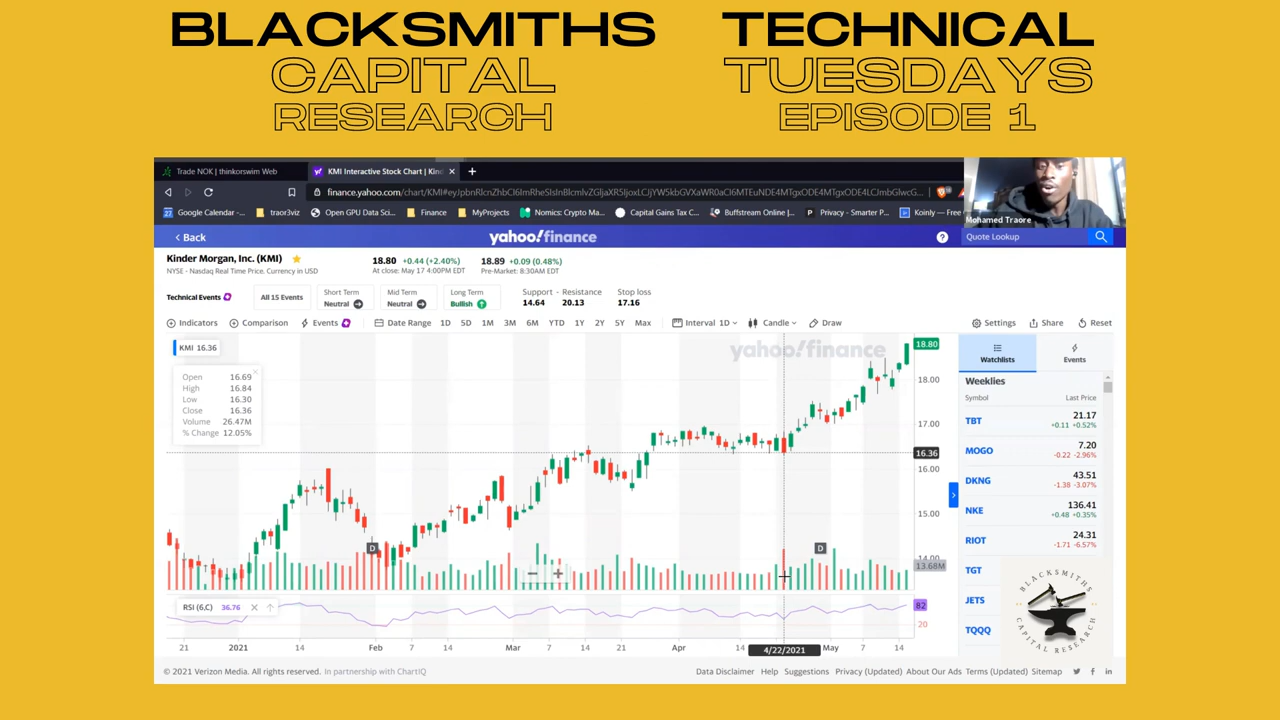 BLACKSMITHS
CAPITAL
RESEARCH
TECHNICAL
TUESDAYS
EPISODE 1
Trade NOK | thinkorswim Web
KMI Interactive Stock Chart | Kin
Mohamed Traore
Google Calendar -...
traor3viz
Open GPU Data Sci...
Finance
MyProjects
Nomics: Crypto Ma...
Capital Gains Tax C...
Buffstream Online |...
Privacy - Smarter P...
Koinly — Free
Back
yahoo!finance
Quote Lookup
Kinder Morgan, Inc. (KMI)
NYSE - Nasdaq Real Time Price. Currency in USD
18.80 +0.44 (+2.40%)
At close: May 17 4:00PM EDT
18.89 +0.09 (0.48%)
Pre-Market: 8:30AM EDT
Technical Events
All 15 Events
Short Term
Neutral
Mid Term
Neutral
Long Term
Bullish
Support - Resistance
14.64 20.13
Stop loss
17.16
Indicators
Comparison
Events
Date Range 1D 5D 1M 3M 6M YTD 1Y 2Y 5Y Max
Interval 1D
Candle
Draw
Settings
Share
Reset
KMI 16.36
Open 16.69
High 16.84
Low 16.30
Close 16.36
Volume 26.47M
% Change 12.05%
yahoo!finance
18.80
18.00
17.00
16.36
16.00
15.00
14.00
13.68M
D
D
RSI (6,C) 36.76
82
20
21 2021 14 Feb 7 14 Mar 7 14 21 Apr 14 4/22/2021 May 7 14
Watchlists
Events
Weeklies
Symbol Last Price
TBT 21.17
+0.11 +0.52%
MOGO 7.20
-0.22 -2.96%
DKNG 43.51
-1.38 -3.07%
NKE 136.41
+0.48 +0.35%
RIOT 24.31
-1.71 -6.57%
TGT
JETS
TQQQ
BLACKSMITHS
CAPITAL RESEARCH
© 2021 Verizon Media. All rights reserved. In partnership with ChartIQ
Data Disclaimer Help Suggestions Privacy (Updated) About Our Ads Terms (Updated) Sitemap